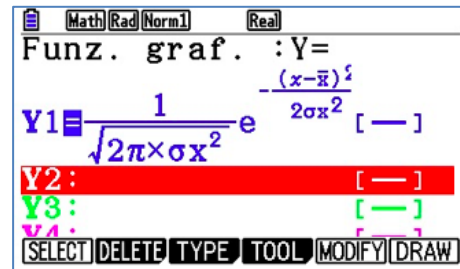 Math Rad Norm1 Real
Funz. graf. :Y=
Y1=1/√(2π×σx²) e^(-(x-x̄)²/(2σx²)) [—]
Y2: [—]
Y3: [—]
Y4: [—]
SELECT DELETE TYPE TOOL MODIFY DRAW